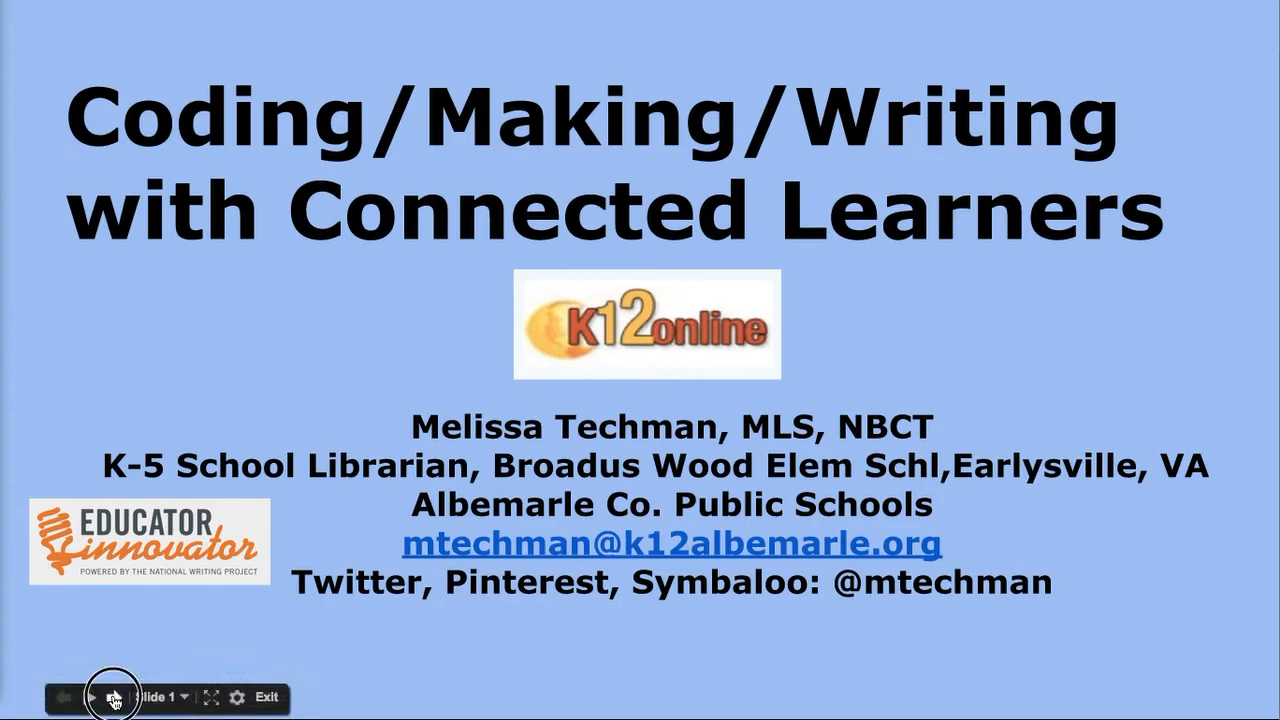 Coding/Making/Writing
with Connected Learners
K12online
Melissa Techman, MLS, NBCT
K-5 School Librarian, Broadus Wood Elem Schl,Earlysville, VA
Albemarle Co. Public Schools
mtechman@k12albemarle.org
Twitter, Pinterest, Symbaloo: @mtechman
EDUCATOR
innovator
POWERED BY THE NATIONAL WRITING PROJECT
Slide 1 Exit